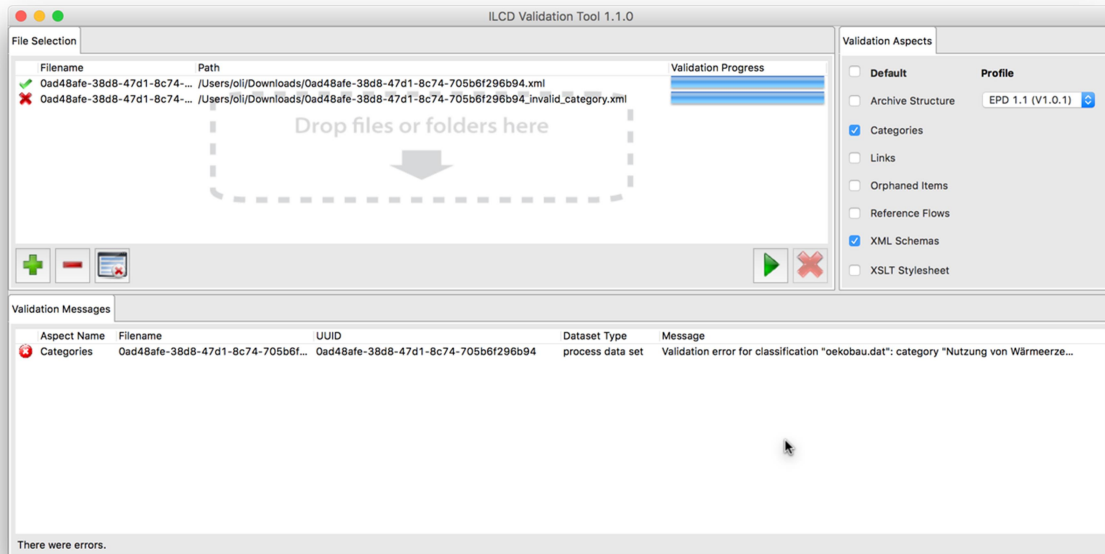 ILCD Validation Tool 1.1.0
File Selection
Filename Path Validation Progress
0ad48afe-38d8-47d1-8c74-... /Users/oli/Downloads/0ad48afe-38d8-47d1-8c74-705b6f296b94.xml
0ad48afe-38d8-47d1-8c74-... /Users/oli/Downloads/0ad48afe-38d8-47d1-8c74-705b6f296b94_invalid_category.xml
Drop files or folders here
Validation Aspects
Default Profile
Archive Structure EPD 1.1 (V1.0.1)
Categories
Links
Orphaned Items
Reference Flows
XML Schemas
XSLT Stylesheet
Validation Messages
Aspect Name Filename UUID Dataset Type Message
Categories 0ad48afe-38d8-47d1-8c74-705b6f... 0ad48afe-38d8-47d1-8c74-705b6f296b94 process data set Validation error for classification "oekobau.dat": category "Nutzung von Wärmeerze...
There were errors.